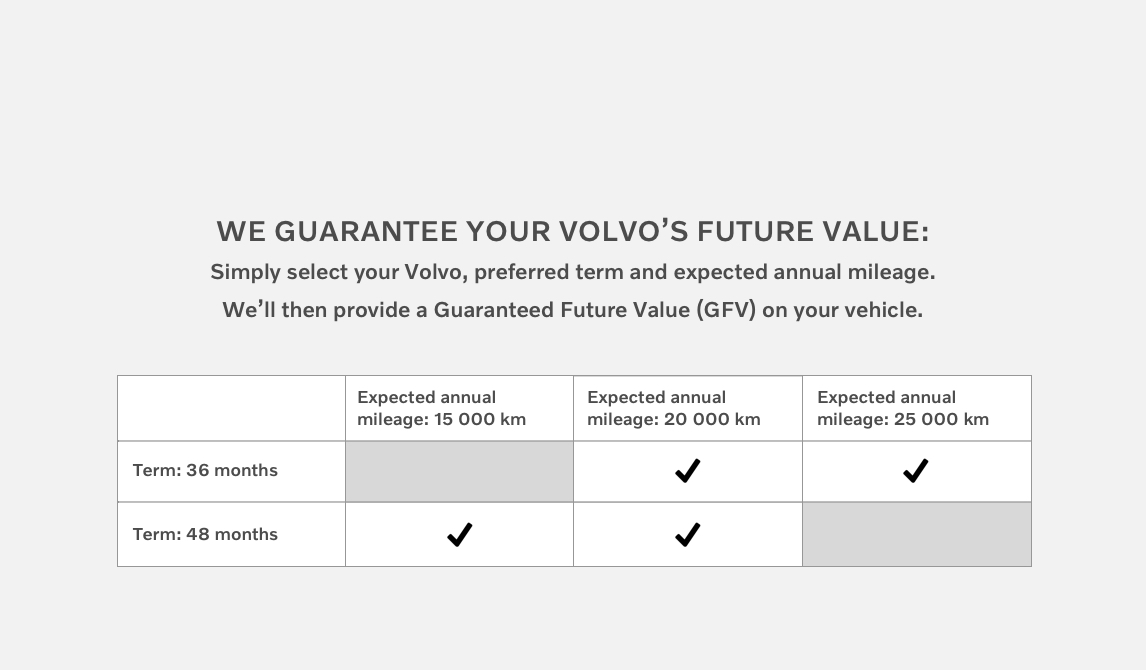 WE GUARANTEE YOUR VOLVO’S FUTURE VALUE:
Simply select your Volvo, preferred term and expected annual mileage.
We’ll then provide a Guaranteed Future Value (GFV) on your vehicle.
Expected annual
mileage: 15 000 km
Expected annual
mileage: 20 000 km
Expected annual
mileage: 25 000 km
Term: 36 months
Term: 48 months